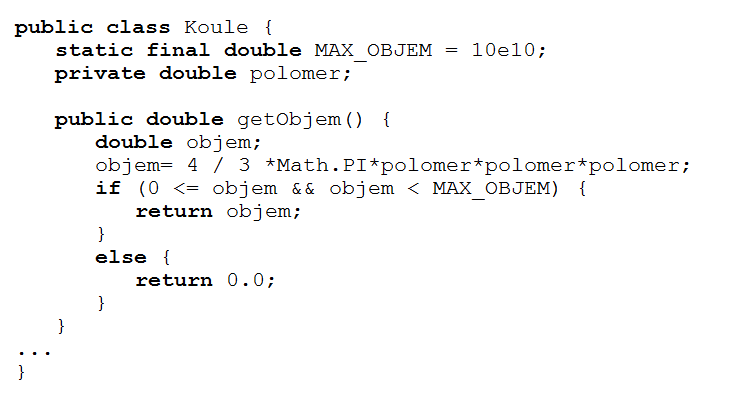 public class Koule {
static final double MAX_OBJEM = 10e10;
private double polomer;
public double getObjem() {
double objem;
objem= 4 / 3 *Math.PI*polomer*polomer*polomer;
if (0 <= objem && objem < MAX_OBJEM) {
return objem;
}
else {
return 0.0;
}
}
...
}